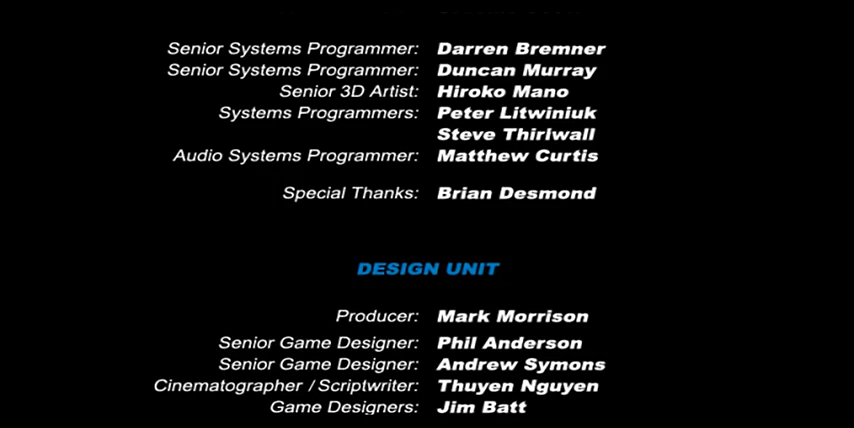 Senior Systems Programmer: Darren Bremner
Senior Systems Programmer: Duncan Murray
Senior 3D Artist: Hiroko Mano
Systems Programmers: Peter Litwiniuk
Steve Thirlwall
Audio Systems Programmer: Matthew Curtis
Special Thanks: Brian Desmond
DESIGN UNIT
Producer: Mark Morrison
Senior Game Designer: Phil Anderson
Senior Game Designer: Andrew Symons
Cinematographer / Scriptwriter: Thuyen Nguyen
Game Designers: Jim Batt